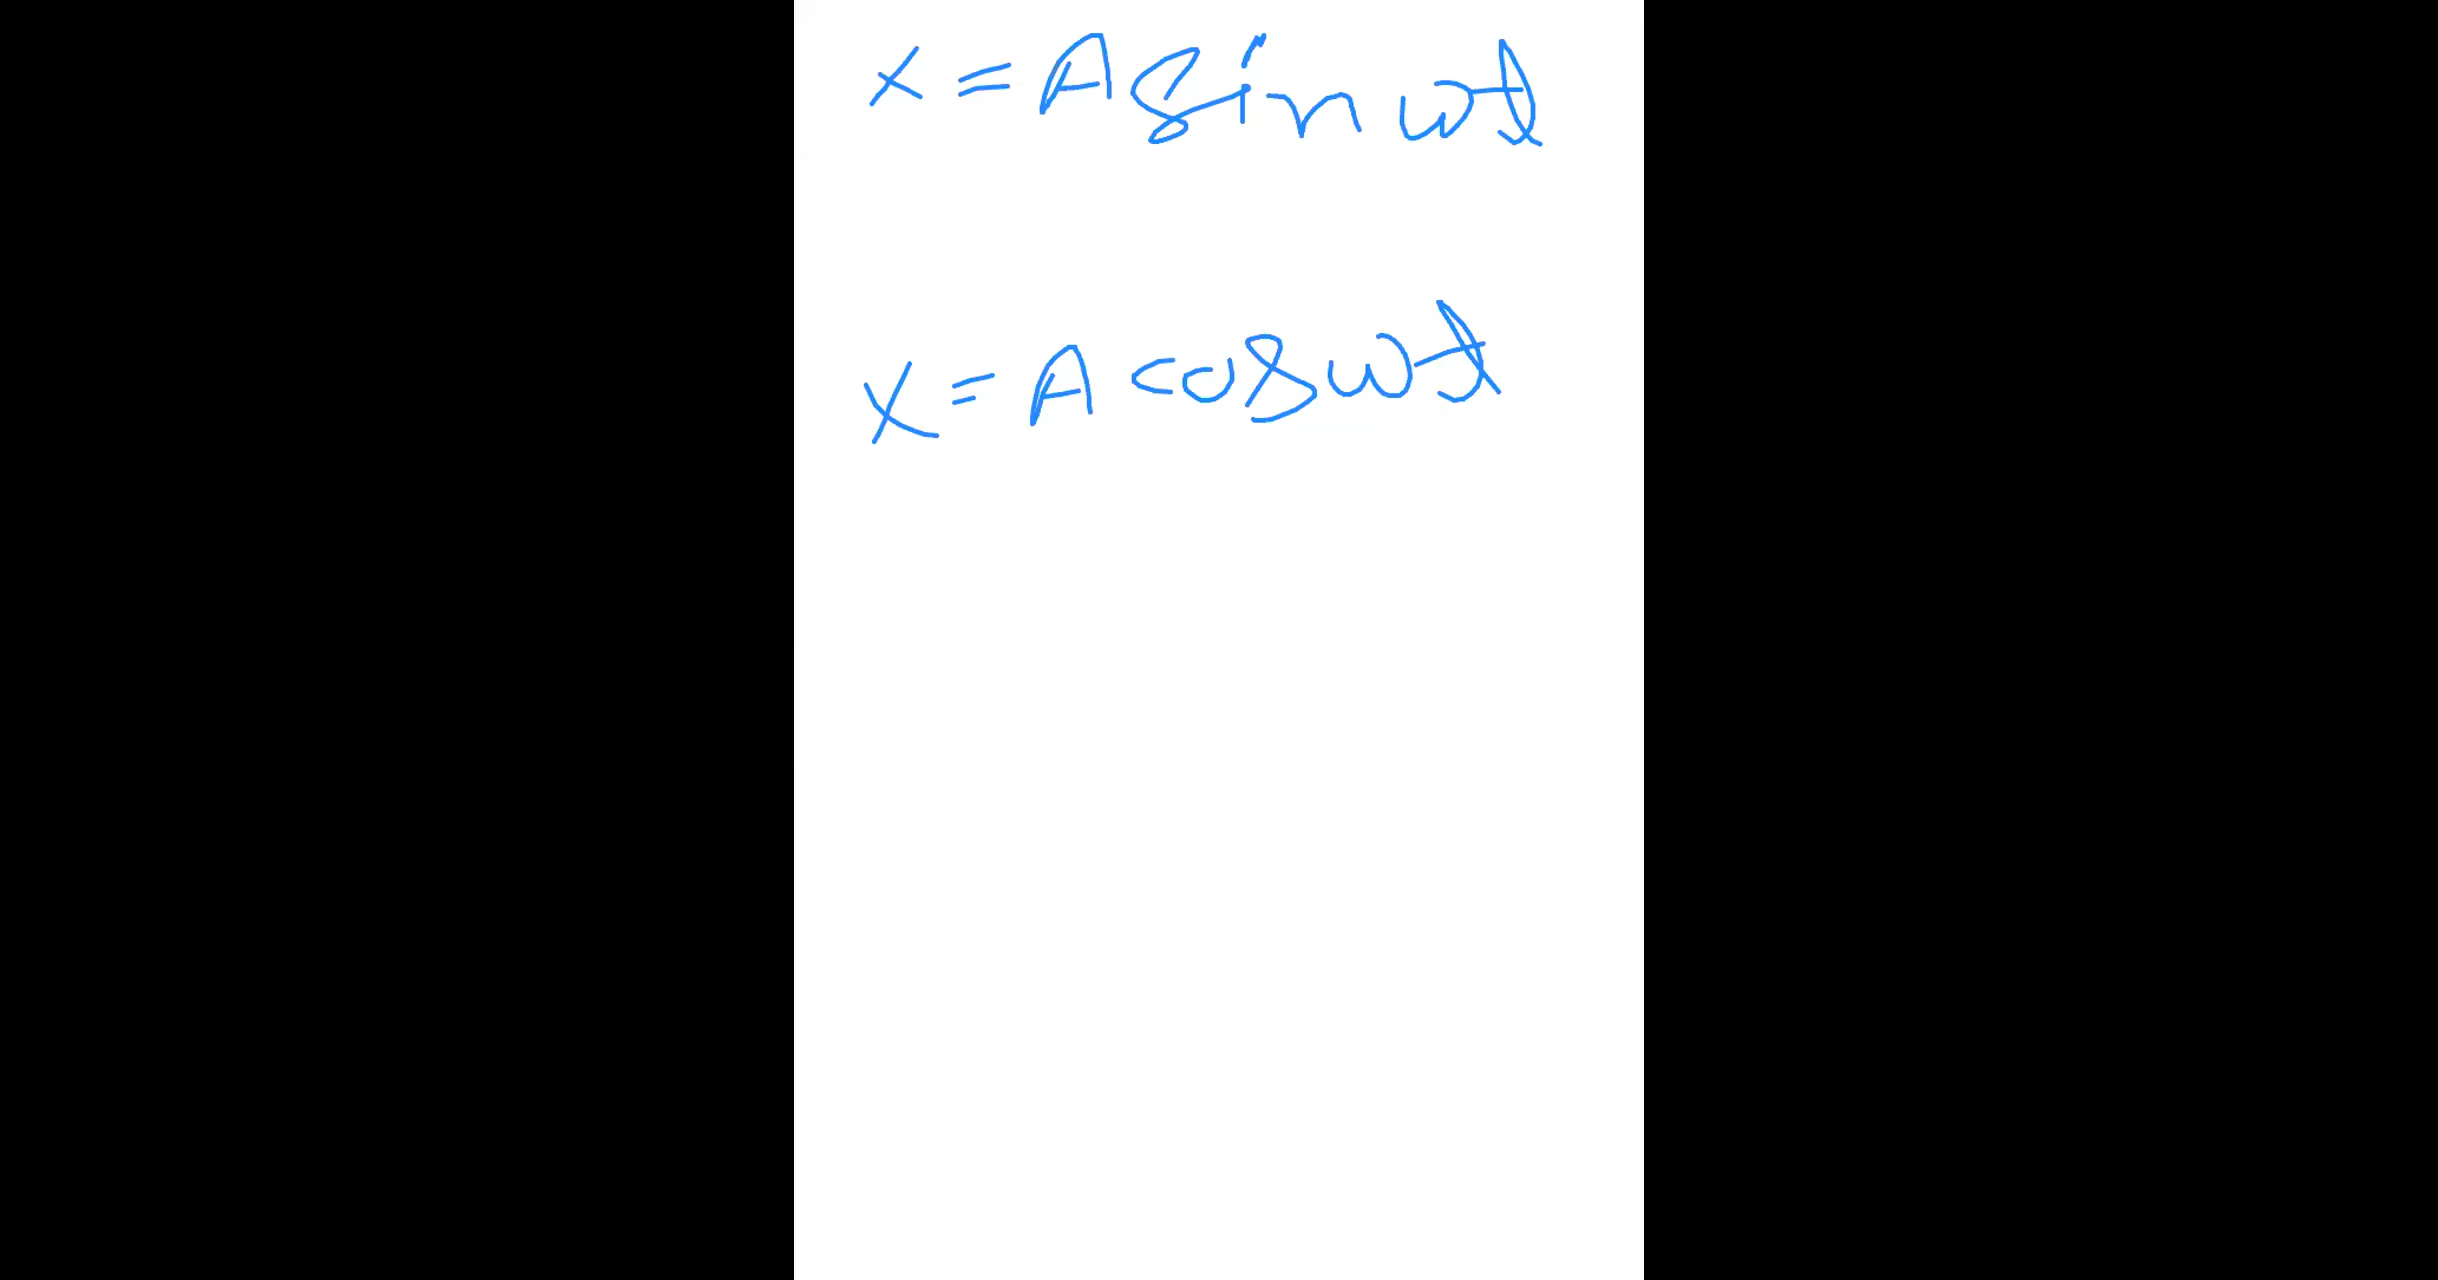 x = A sin ωt
x = A cos ωt